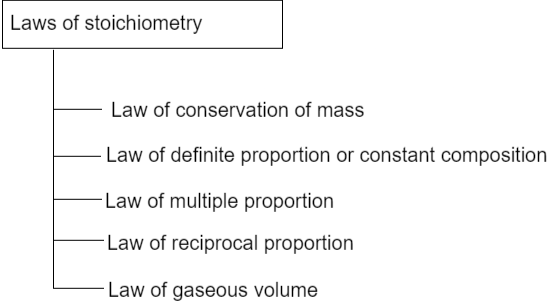 Laws of stoichiometry
Law of conservation of mass
Law of definite proportion or constant composition
Law of multiple proportion
Law of reciprocal proportion
Law of gaseous volume